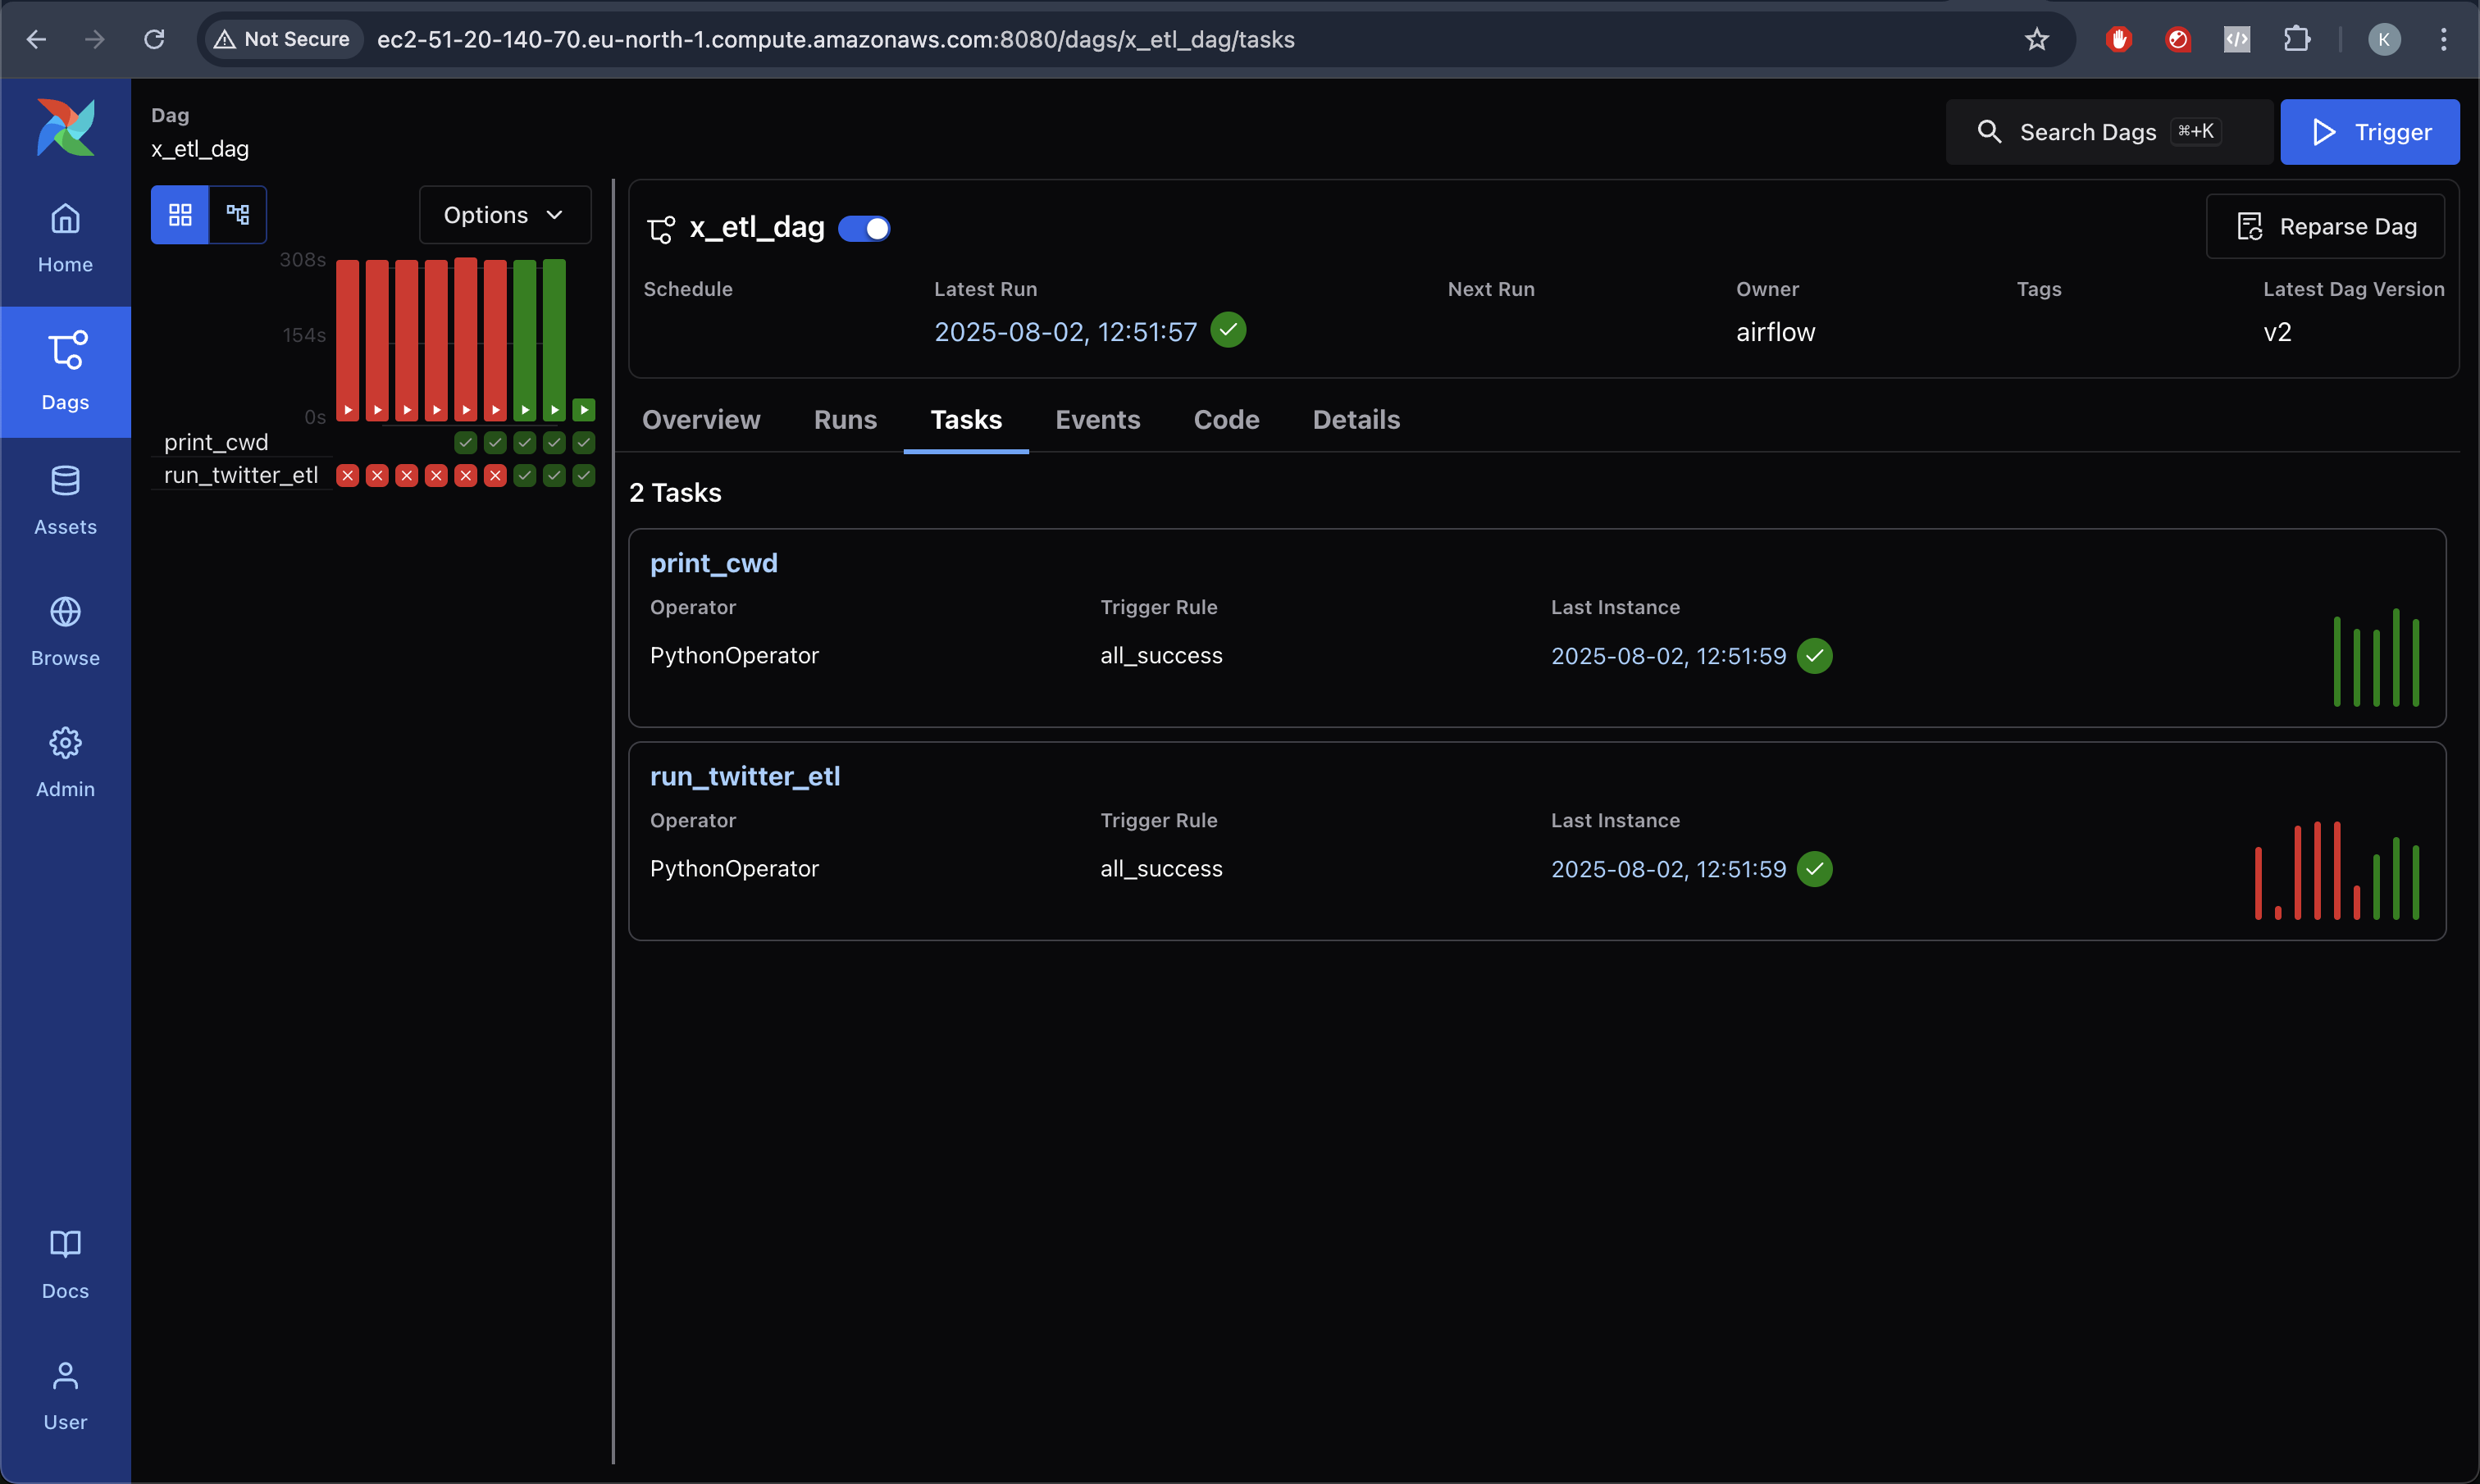 Not Secure
ec2-51-20-140-70.eu-north-1.compute.amazonaws.com:8080/dags/x_etl_dag/tasks
K
Dag
x_etl_dag
Search Dags ⌘+K
Trigger
Home
Dags
Assets
Browse
Admin
Docs
User
Options
308s
154s
0s
print_cwd
run_twitter_etl
x_etl_dag
Reparse Dag
Schedule Latest Run Next Run Owner Tags Latest Dag Version
2025-08-02, 12:51:57 airflow v2
Overview Runs Tasks Events Code Details
2 Tasks
print_cwd
Operator Trigger Rule Last Instance
PythonOperator all_success 2025-08-02, 12:51:59
run_twitter_etl
Operator Trigger Rule Last Instance
PythonOperator all_success 2025-08-02, 12:51:59